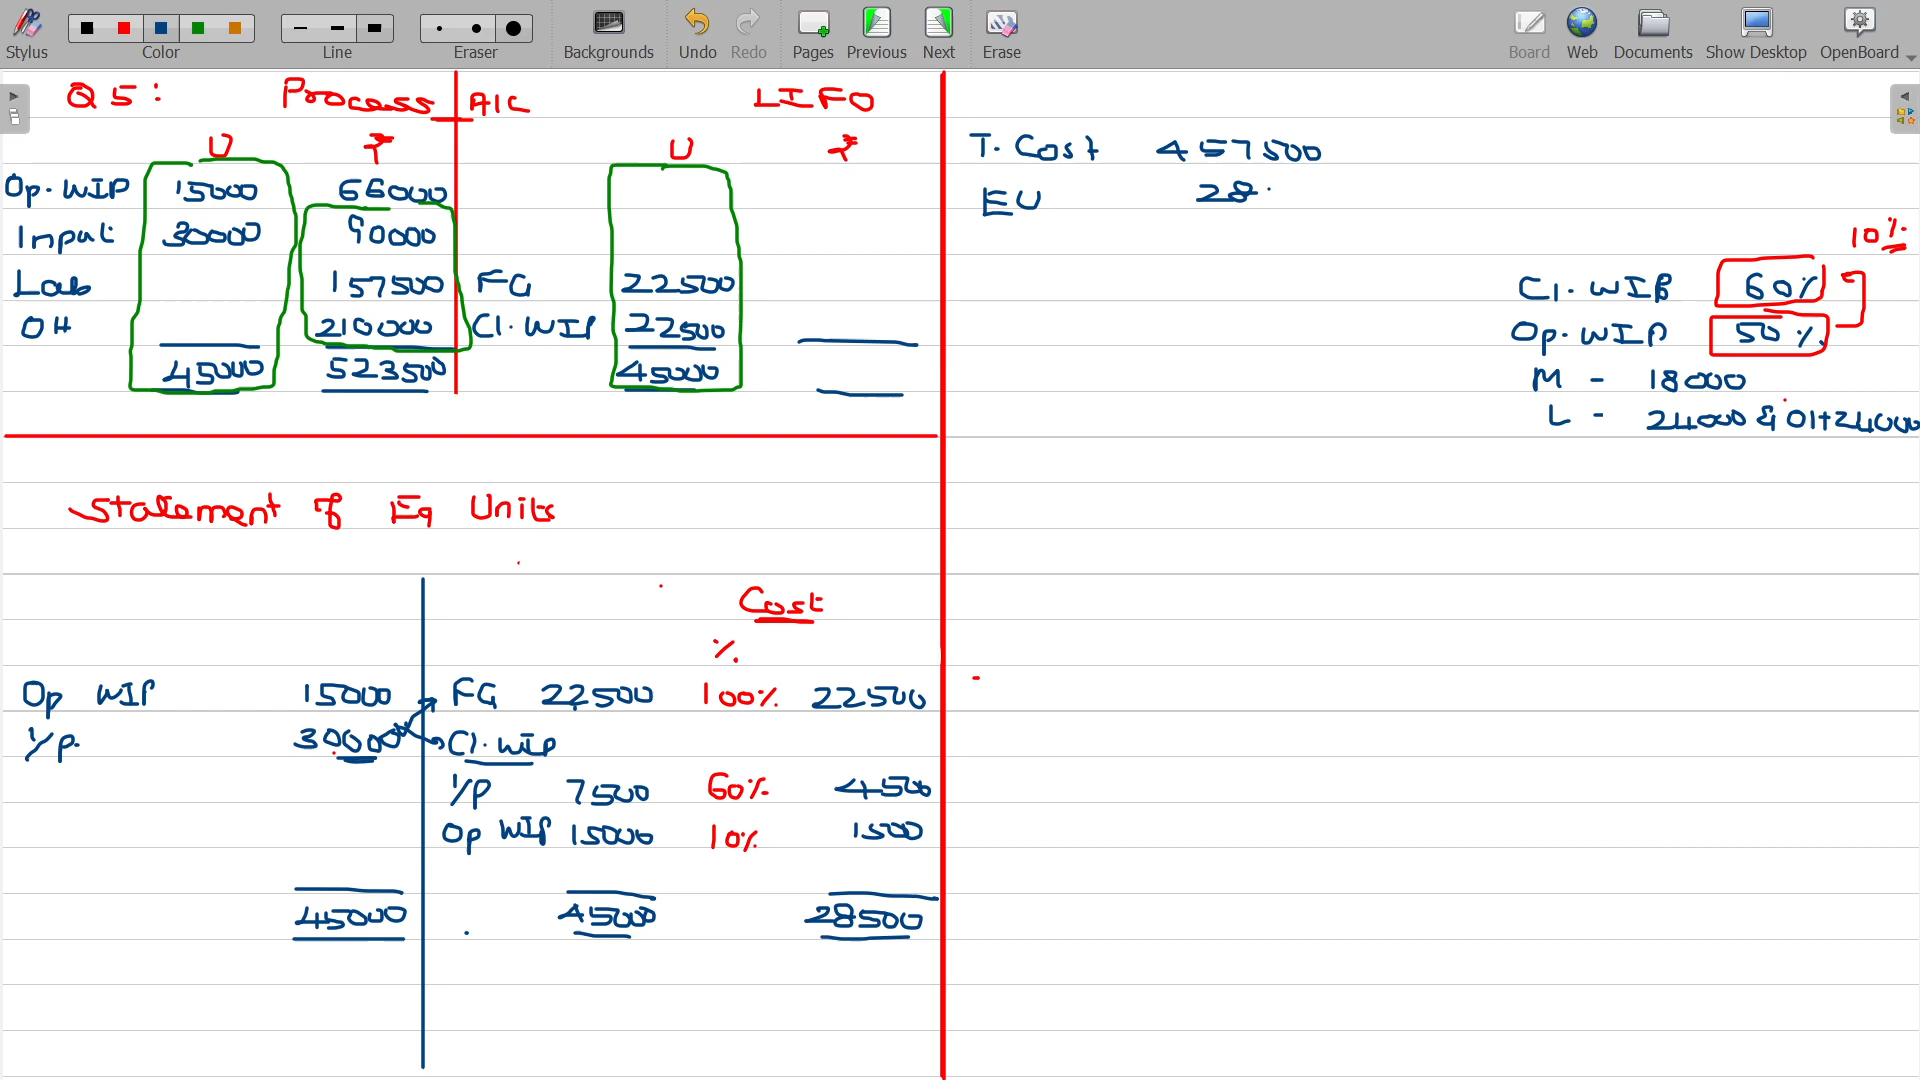 Stylus Color Line Eraser Backgrounds Undo Redo Pages Previous Next Erase Board Web Documents Show Desktop OpenBoard
Q 5 : Process A/C LIFO
U ₹ U ₹
Op. WIP 15000 66000
Input 30000 90000
Lab 157500 FG 22500
OH 210000 Cl. WIP 22500
45000 523500 45000
Statement of Eq Units
Cost
%
Op WIP 15000 FG 22500 100% 22500
I/P. 30000 Cl. WIP
I/P 7500 60% 4500
Op WIP 15000 10% 1500
45000 45000 28500
T. Cost 457500
EU 28
10%
Cl. WIP 60%
Op. WIP 50%
M - 18000
L - 24000 & OH 24000